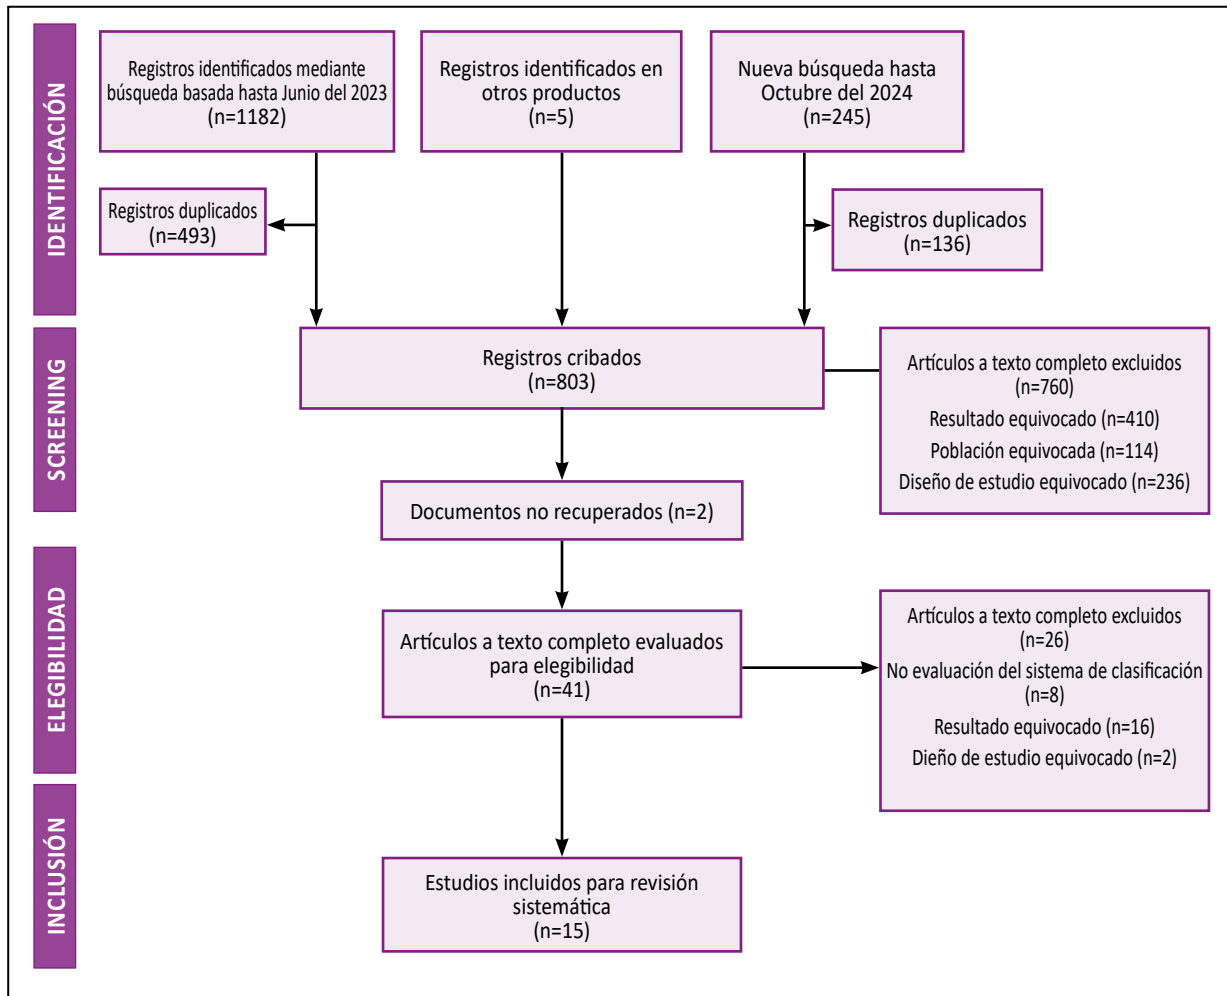 IDENTIFICACIÓN
Registros identificados mediante
búsqueda basada hasta Junio del 2023
(n=1182)
Registros identificados en
otros productos
(n=5)
Nueva búsqueda hasta
Octubre del 2024
(n=245)
Registros duplicados
(n=493)
Registros duplicados
(n=136)
SCREENING
Registros cribados
(n=803)
Artículos a texto completo excluidos
(n=760)
Resultado equivocado (n=410)
Población equivocada (n=114)
Diseño de estudio equivocado (n=236)
Documentos no recuperados (n=2)
ELEGIBILIDAD
Artículos a texto completo evaluados
para elegibilidad
(n=41)
Artículos a texto completo excluidos
(n=26)
No evaluación del sistema de clasificación
(n=8)
Resultado equivocado (n=16)
Dieño de estudio equivocado (n=2)
INCLUSIÓN
Estudios incluidos para revisión
sistemática
(n=15)